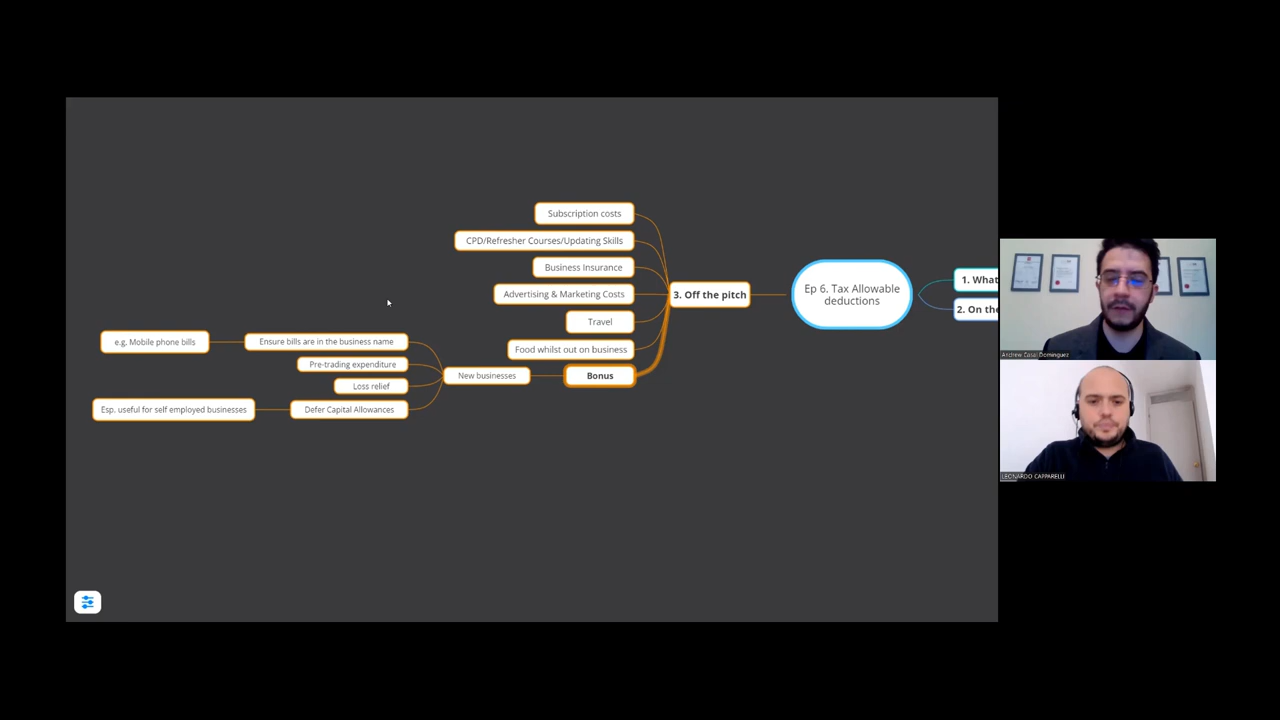 Subscription costs
CPD/Refresher Courses/Updating Skills
Business Insurance
Advertising & Marketing Costs
Travel
Food whilst out on business
Bonus
3. Off the pitch
Ep 6. Tax Allowable
deductions
1. What
2. On the
New businesses
Ensure bills are in the business name
e.g. Mobile phone bills
Pre-trading expenditure
Loss relief
Defer Capital Allowances
Esp. useful for self employed businesses
Andrew Casal Dominguez
LEONARDO CAPPARELLI